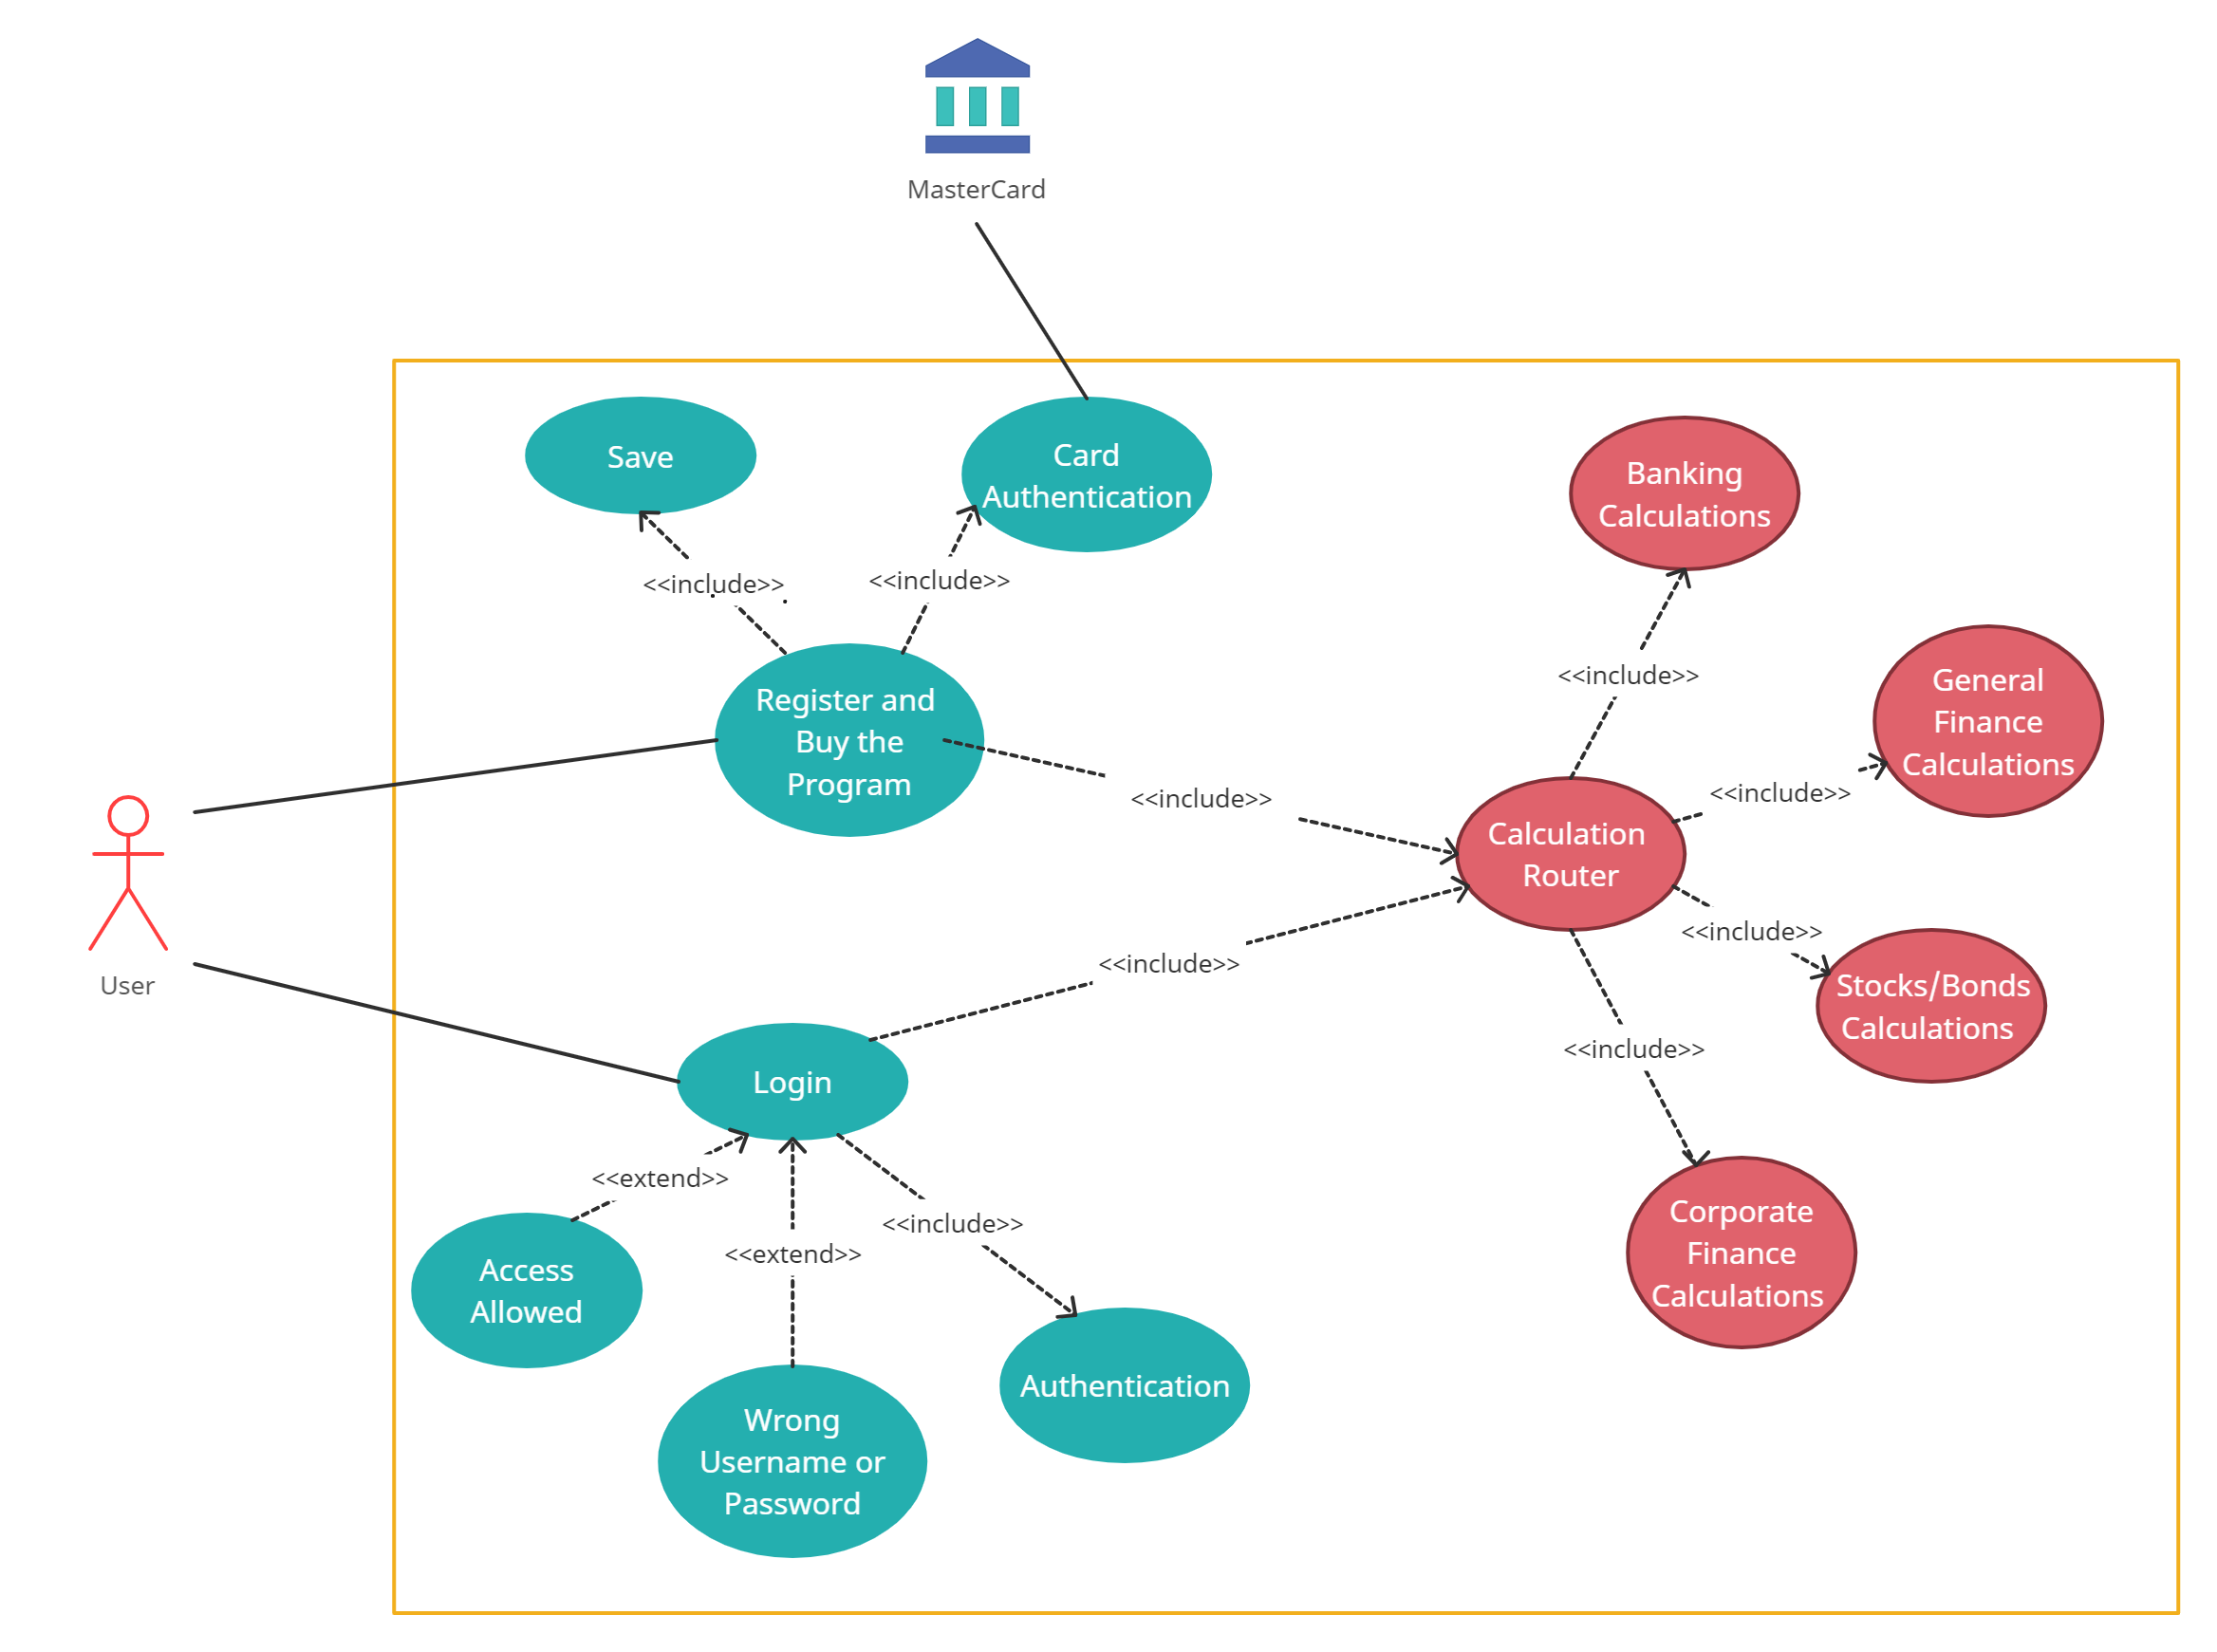 MasterCard
Save
Card
Authentication
Banking
Calculations
<<include>>
<<include>>
<<include>>
Register and
Buy the
Program
General
Finance
Calculations
<<include>>
<<include>>
Calculation
Router
User
<<include>>
<<include>>
Stocks/Bonds
Calculations
Login
<<include>>
<<extend>>
<<include>>
<<extend>>
Access
Allowed
Corporate
Finance
Calculations
Authentication
Wrong
Username or
Password